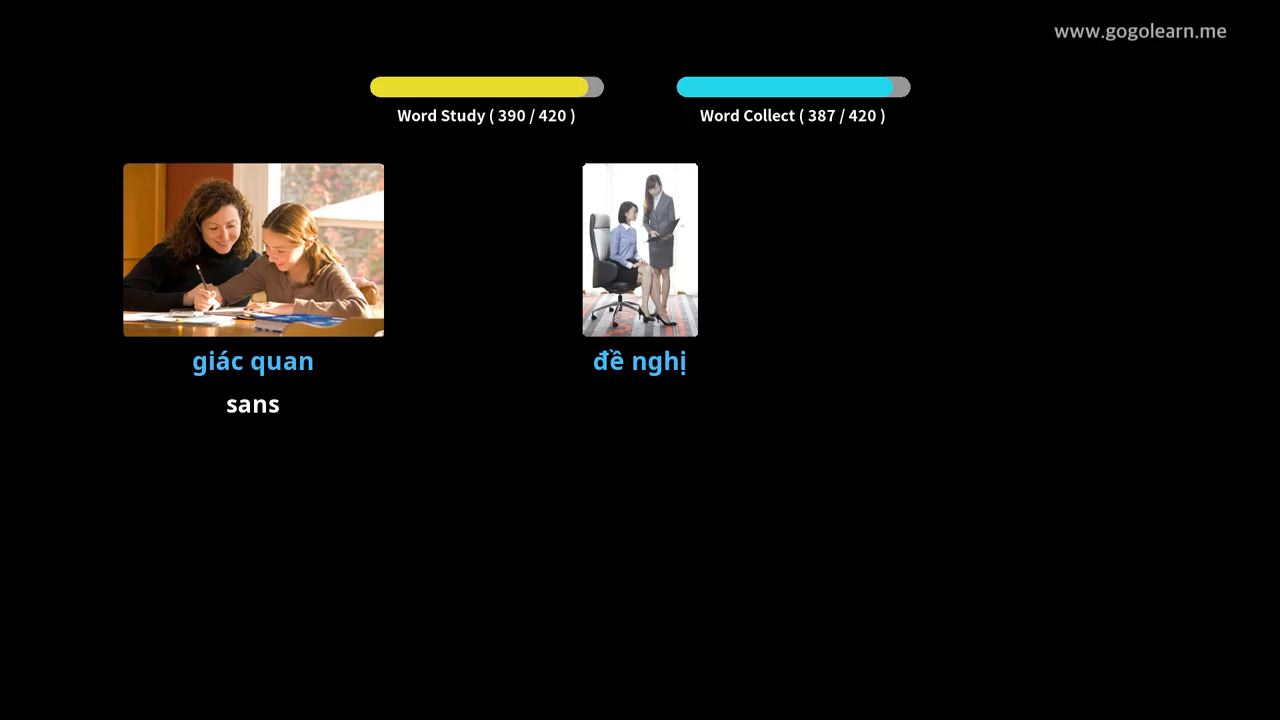 www.gogolearn.me
Word Study ( 390 / 420 )
Word Collect ( 387 / 420 )
giác quan
đề nghị
sans